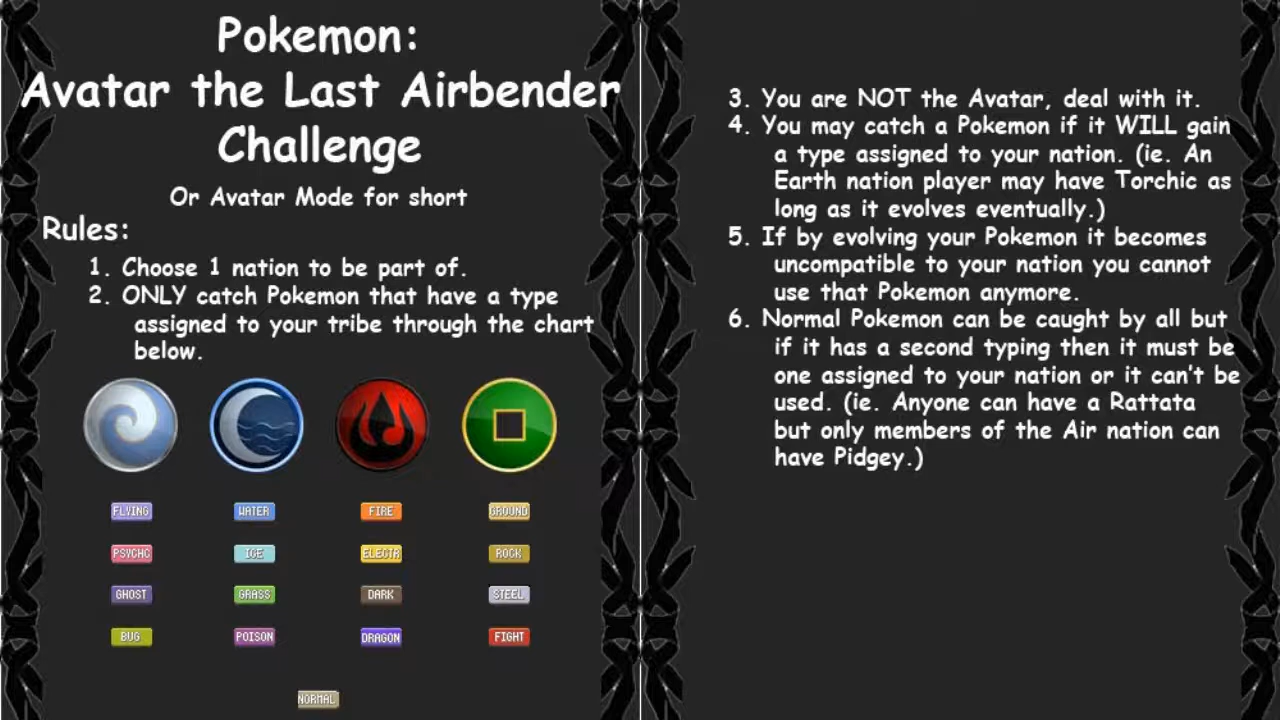 Pokemon:
Avatar the Last Airbender
Challenge
Or Avatar Mode for short
Rules:
1. Choose 1 nation to be part of.
2. ONLY catch Pokemon that have a type
assigned to your tribe through the chart
below.
FLYING WATER FIRE GROUND
PSYCHC ICE ELECTR ROCK
GHOST GRASS DARK STEEL
BUG POISON DRAGON FIGHT
NORMAL
3. You are NOT the Avatar, deal with it.
4. You may catch a Pokemon if it WILL gain
a type assigned to your nation. (ie. An
Earth nation player may have Torchic as
long as it evolves eventually.)
5. If by evolving your Pokemon it becomes
uncompatible to your nation you cannot
use that Pokemon anymore.
6. Normal Pokemon can be caught by all but
if it has a second typing then it must be
one assigned to your nation or it can't be
used. (ie. Anyone can have a Rattata
but only members of the Air nation can
have Pidgey.)